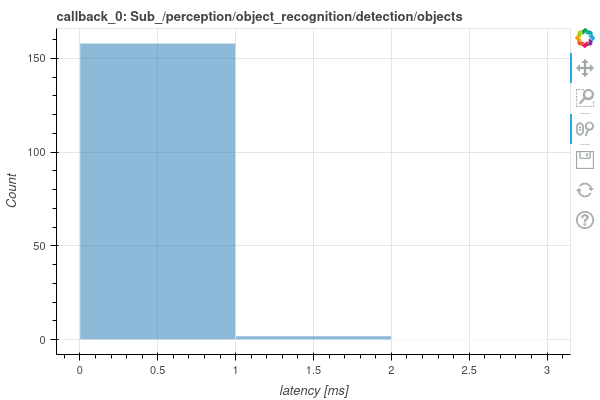 callback_0: Sub_/perception/object_recognition/detection/objects
150
100
50
0
Count
0 0.5 1 1.5 2 2.5 3
latency [ms]